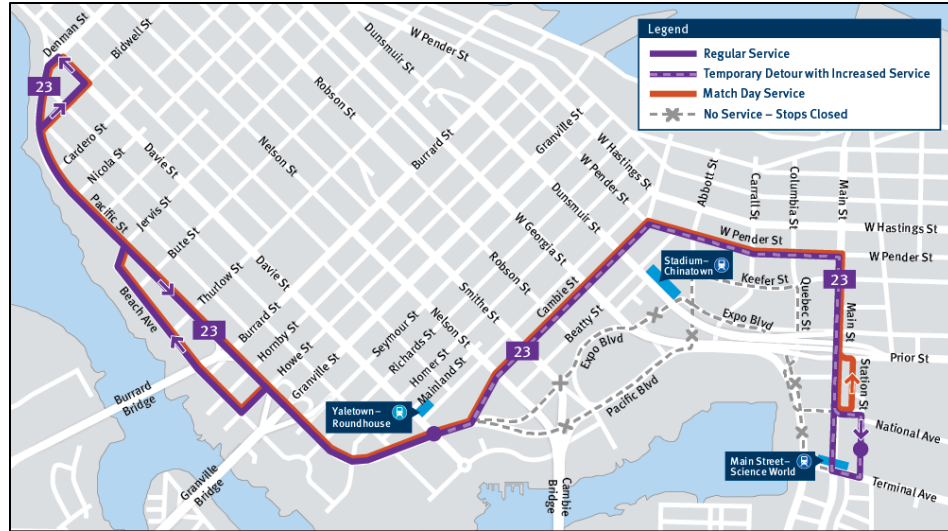 Legend
Regular Service
Temporary Detour with Increased Service
Match Day Service
No Service – Stops Closed
Denman St
Bidwell St
Dunsmuir St
W Pender St
23
Robson St
Granville St
W Hastings St
W Pender St
Cardero St
Nicola St
Davie St
Nelson St
Burrard St
Dunsmuir St
Abbott St
Carrall St
Columbia St
Main St
Pacific St
Jervis St
Bute St
W Georgia St
W Pender St
W Hastings St
W Pender St
Stadium–
Chinatown
Keefer St
Quebec St
23
Robson St
Cambie St
Thurlow St
Davie St
Smithe St
Beatty St
Expo Blvd
Main St
Beach Ave
23
Burrard St
Hornby St
Howe St
Granville St
Seymour St
Richards St
Homer St
Mainland St
Nelson St
23
Expo Blvd
Pacific Blvd
Prior St
Station St
Burrard
Bridge
Yaletown–
Roundhouse
National Ave
Main Street–
Science World
Granville
Bridge
Cambie
Bridge
Terminal Ave